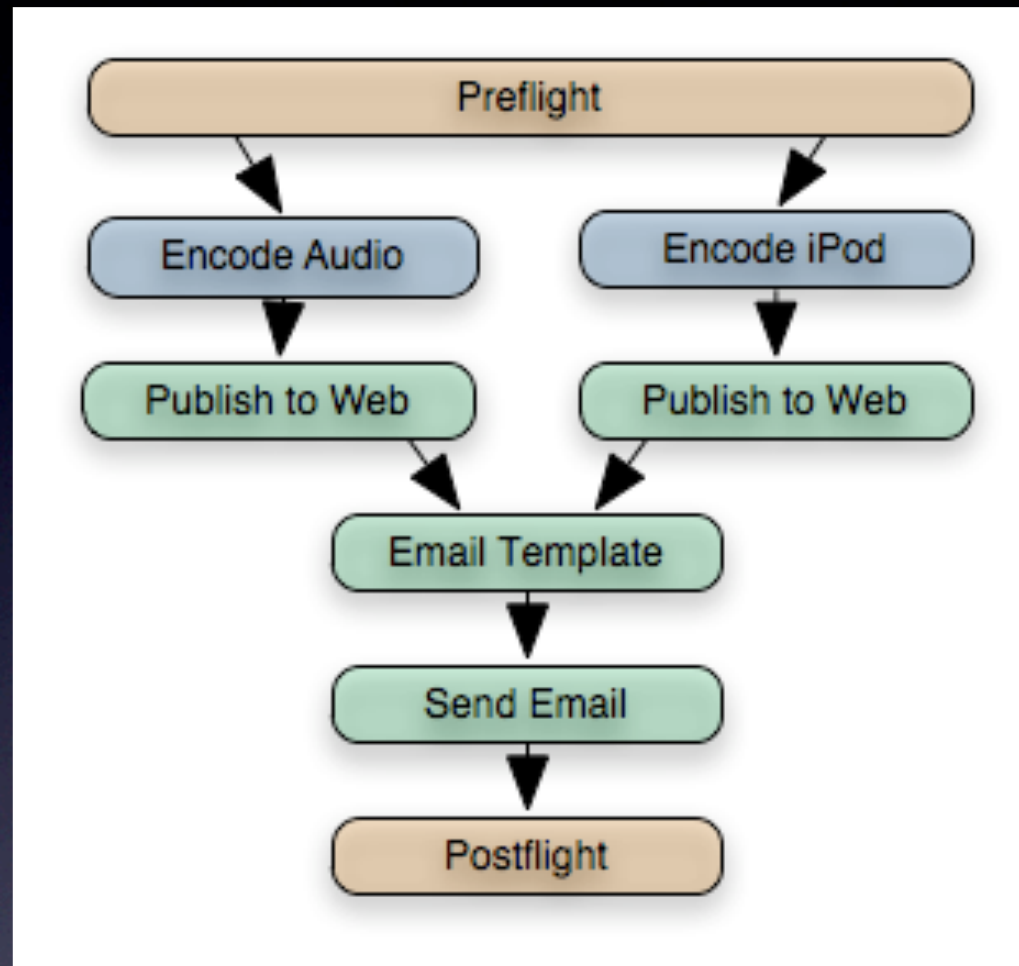 Preflight
Encode Audio
Encode iPod
Publish to Web
Publish to Web
Email Template
Send Email
Postflight